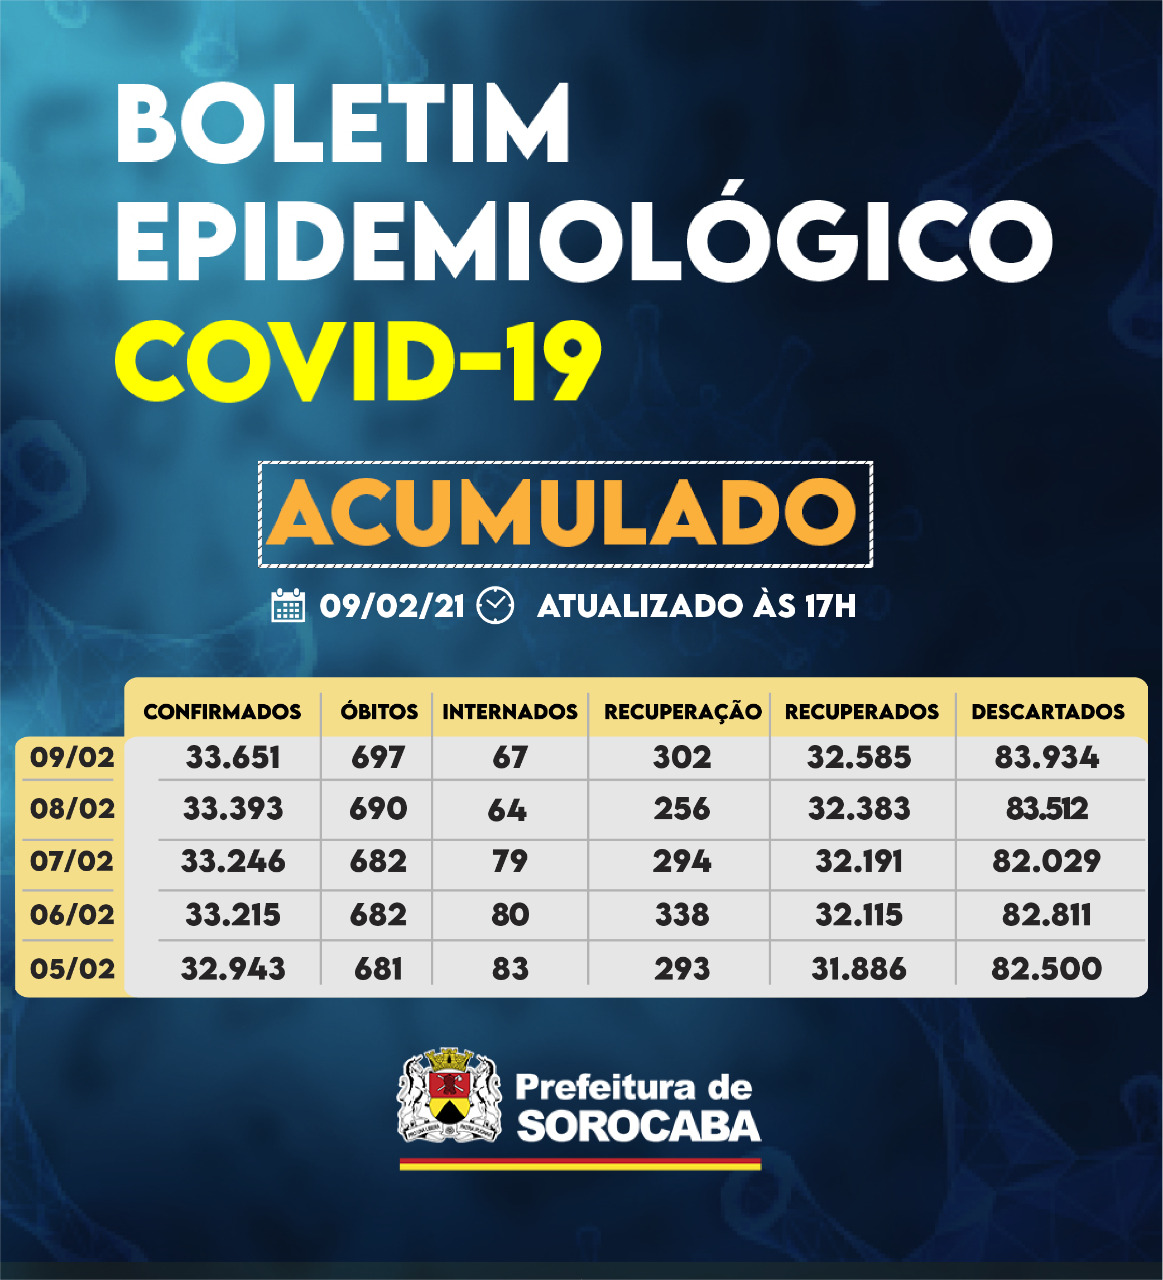 BOLETIM
EPIDEMIOLÓGICO
COVID-19
ACUMULADO
09/02/21 ATUALIZADO ÀS 17H
CONFIRMADOS ÓBITOS INTERNADOS RECUPERAÇÃO RECUPERADOS DESCARTADOS
09/02 33.651 697 67 302 32.585 83.934
08/02 33.393 690 64 256 32.383 83.512
07/02 33.246 682 79 294 32.191 82.029
06/02 33.215 682 80 338 32.115 82.811
05/02 32.943 681 83 293 31.886 82.500
Prefeitura de
SOROCABA